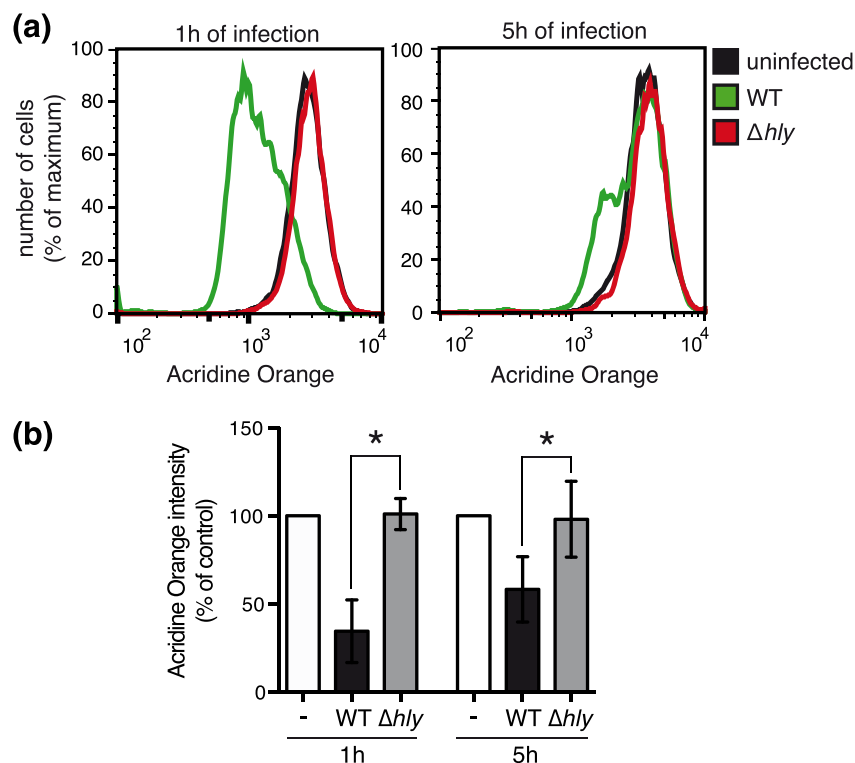 (a)
1h of infection
5h of infection
number of cells
(% of maximum)
100
80
60
40
20
0
10²
10³
10⁴
Acridine Orange
100
80
60
40
20
0
10²
10³
10⁴
Acridine Orange
uninfected
WT
Δhly
(b)
Acridine Orange intensity
(% of control)
150
100
50
0
*
*
- WT Δhly - WT Δhly
1h 5h